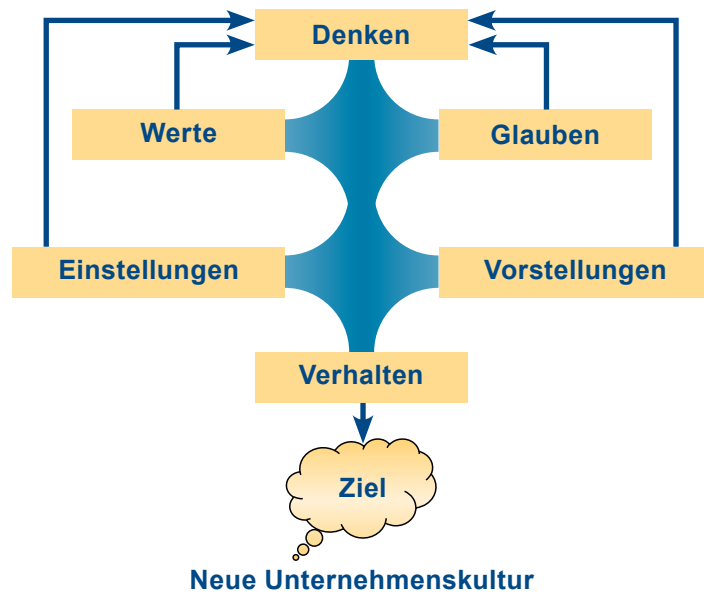 Denken
Werte
Glauben
Einstellungen
Vorstellungen
Verhalten
Ziel
Neue Unternehmenskultur